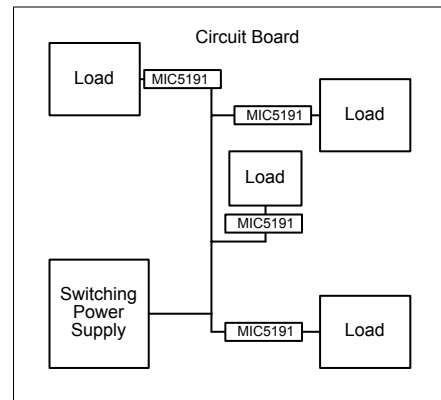 Circuit Board
Load
MIC5191
MIC5191
Load
Load
MIC5191
Switching
Power
Supply
MIC5191
Load